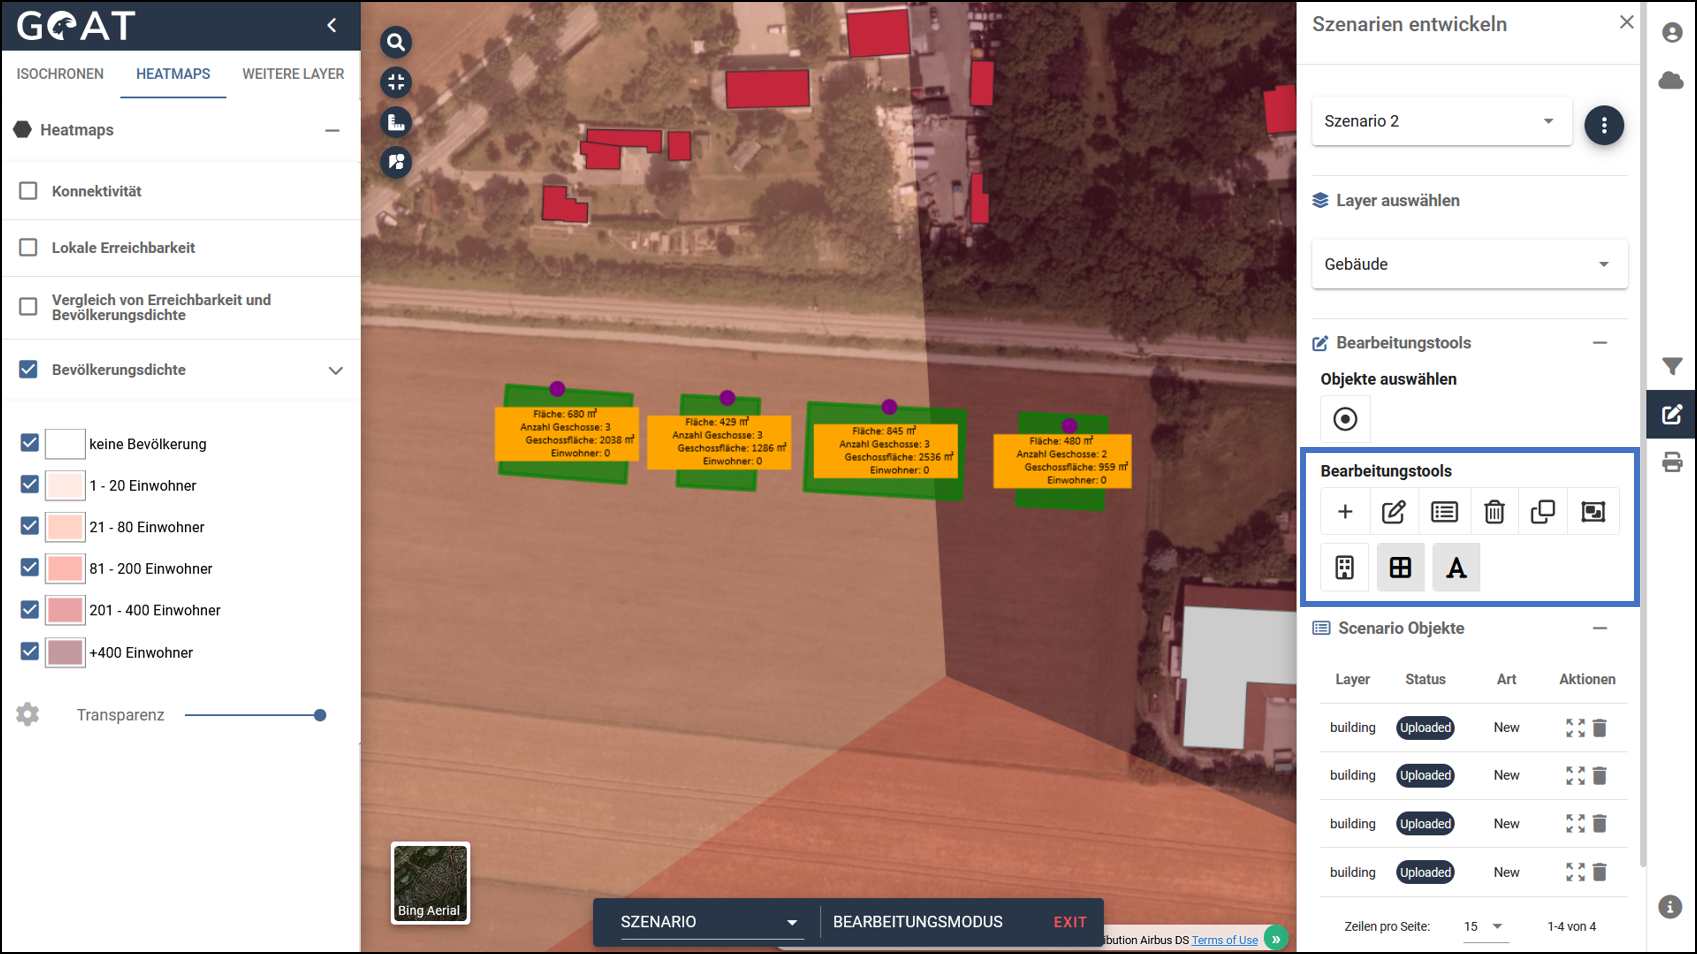 GOAT
ISOCHRONEN
HEATMAPS
WEITERE LAYER
Heatmaps
Konnektivität
Lokale Erreichbarkeit
Vergleich von Erreichbarkeit und
Bevölkerungsdichte
Bevölkerungsdichte
keine Bevölkerung
1 - 20 Einwohner
21 - 80 Einwohner
81 - 200 Einwohner
201 - 400 Einwohner
+400 Einwohner
Transparenz
Fläche: 680 m²
Anzahl Geschosse: 3
Geschossfläche: 2038 m²
Einwohner: 0
Fläche: 429 m²
Anzahl Geschosse: 3
Geschossfläche: 1286 m²
Einwohner: 0
Fläche: 845 m²
Anzahl Geschosse: 3
Geschossfläche: 2536 m²
Einwohner: 0
Fläche: 480 m²
Anzahl Geschosse: 2
Geschossfläche: 959 m²
Einwohner: 0
Bing Aerial
SZENARIO
BEARBEITUNGSMODUS
EXIT
ibution Airbus DS Terms of Use
»
Szenarien entwickeln
Szenario 2
Layer auswählen
Gebäude
Bearbeitungstools
Objekte auswählen
Bearbeitungstools
A
Scenario Objekte
Layer Status Art Aktionen
building Uploaded New
building Uploaded New
building Uploaded New
building Uploaded New
Zeilen pro Seite: 15 1-4 von 4